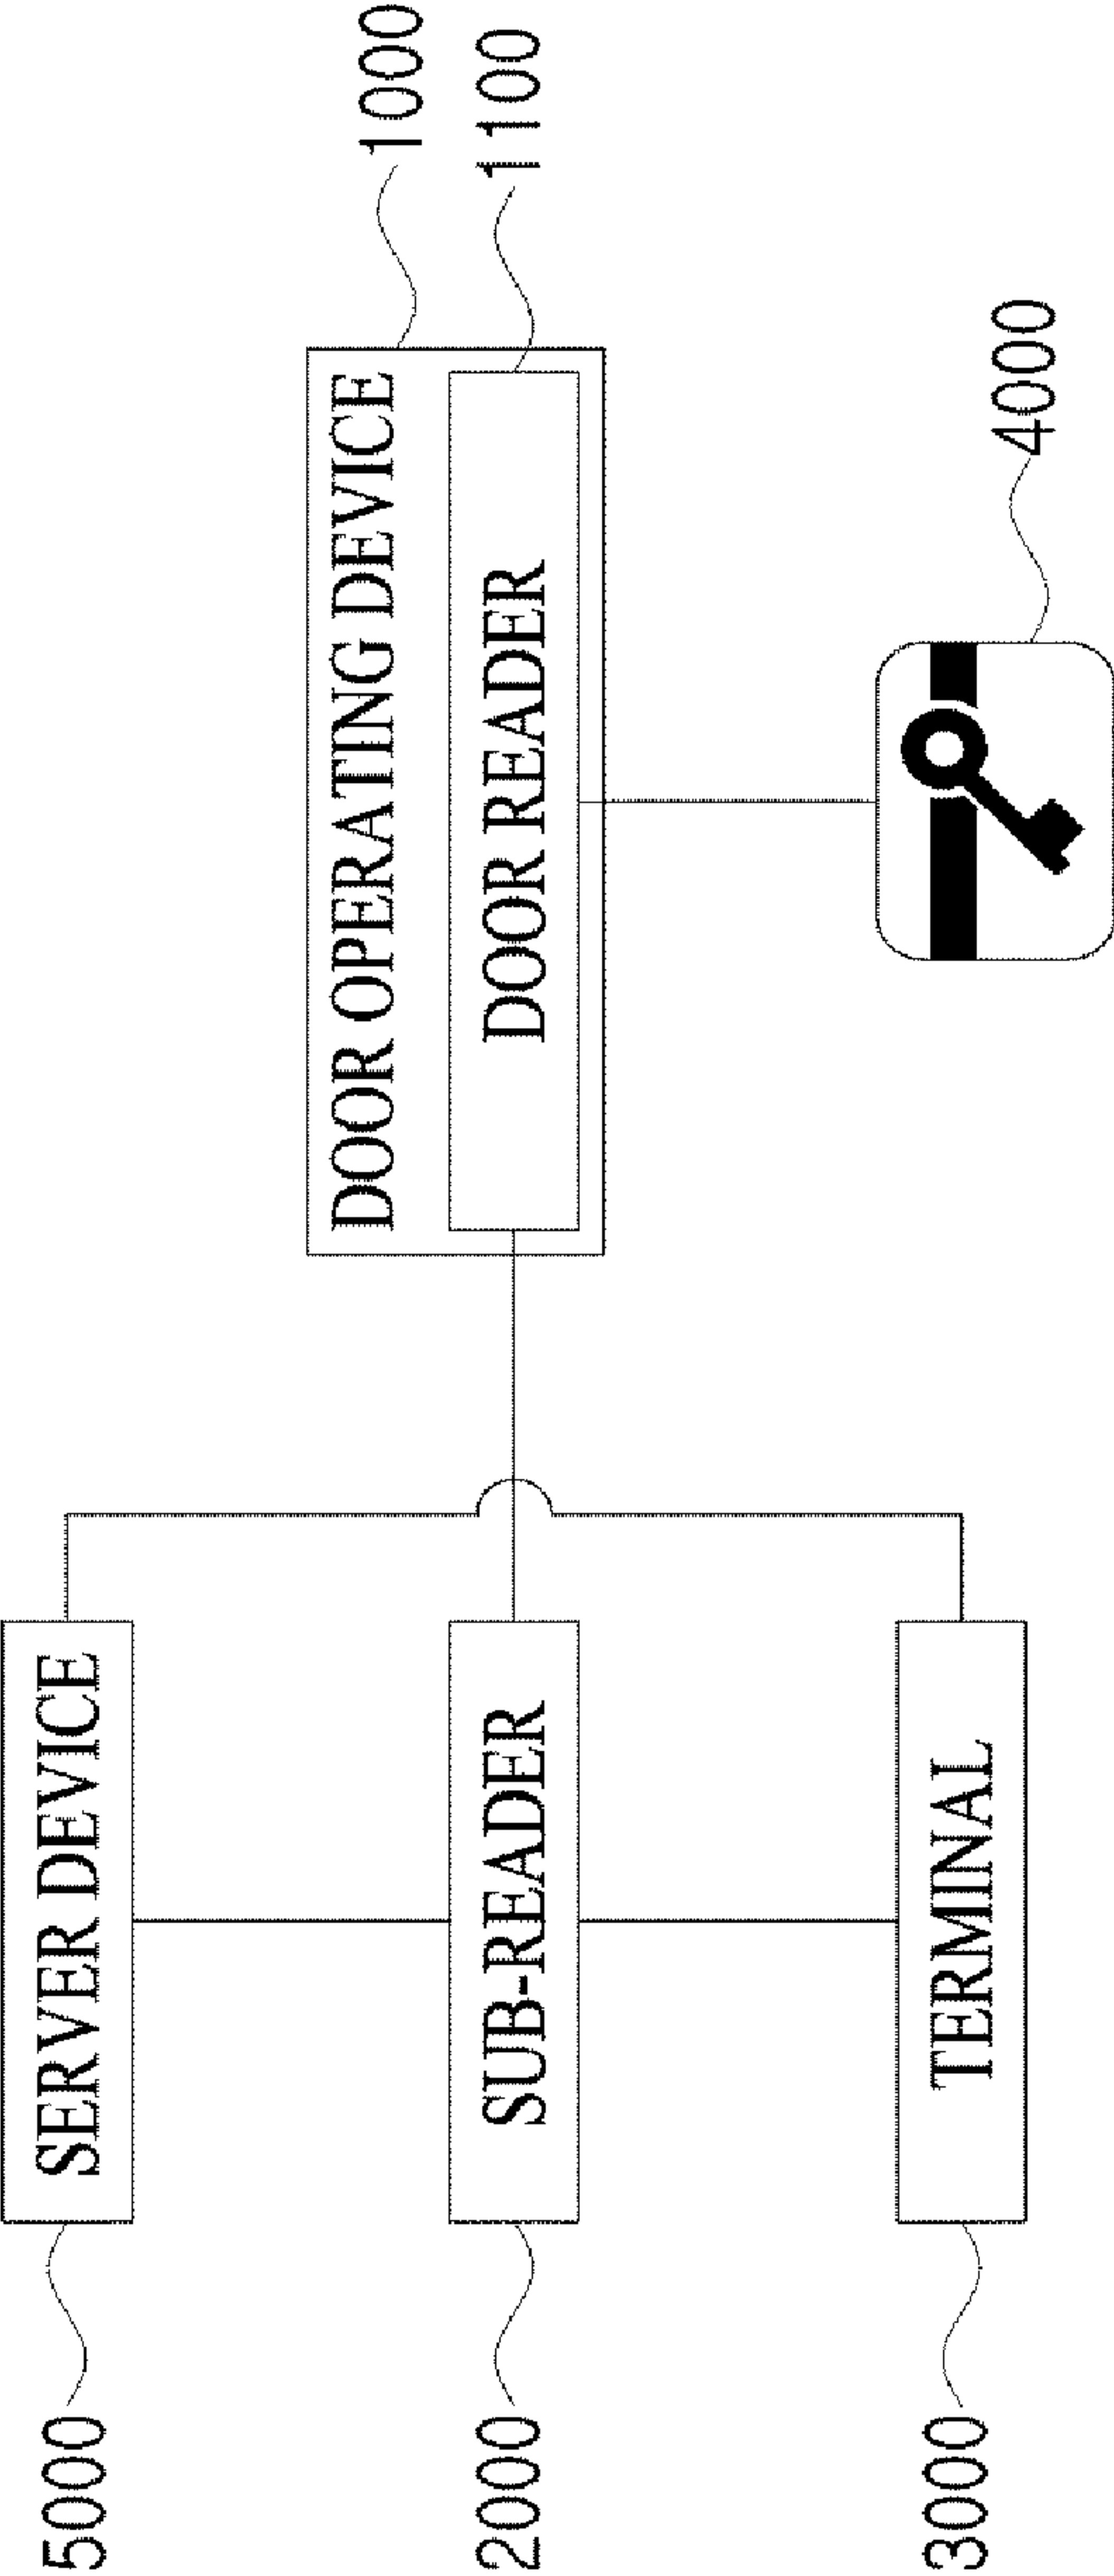 5000
SERVER DEVICE
DOOR OPERATING DEVICE
1000
2000
SUB-READER
DOOR READER
1100
3000
TERMINAL
4000